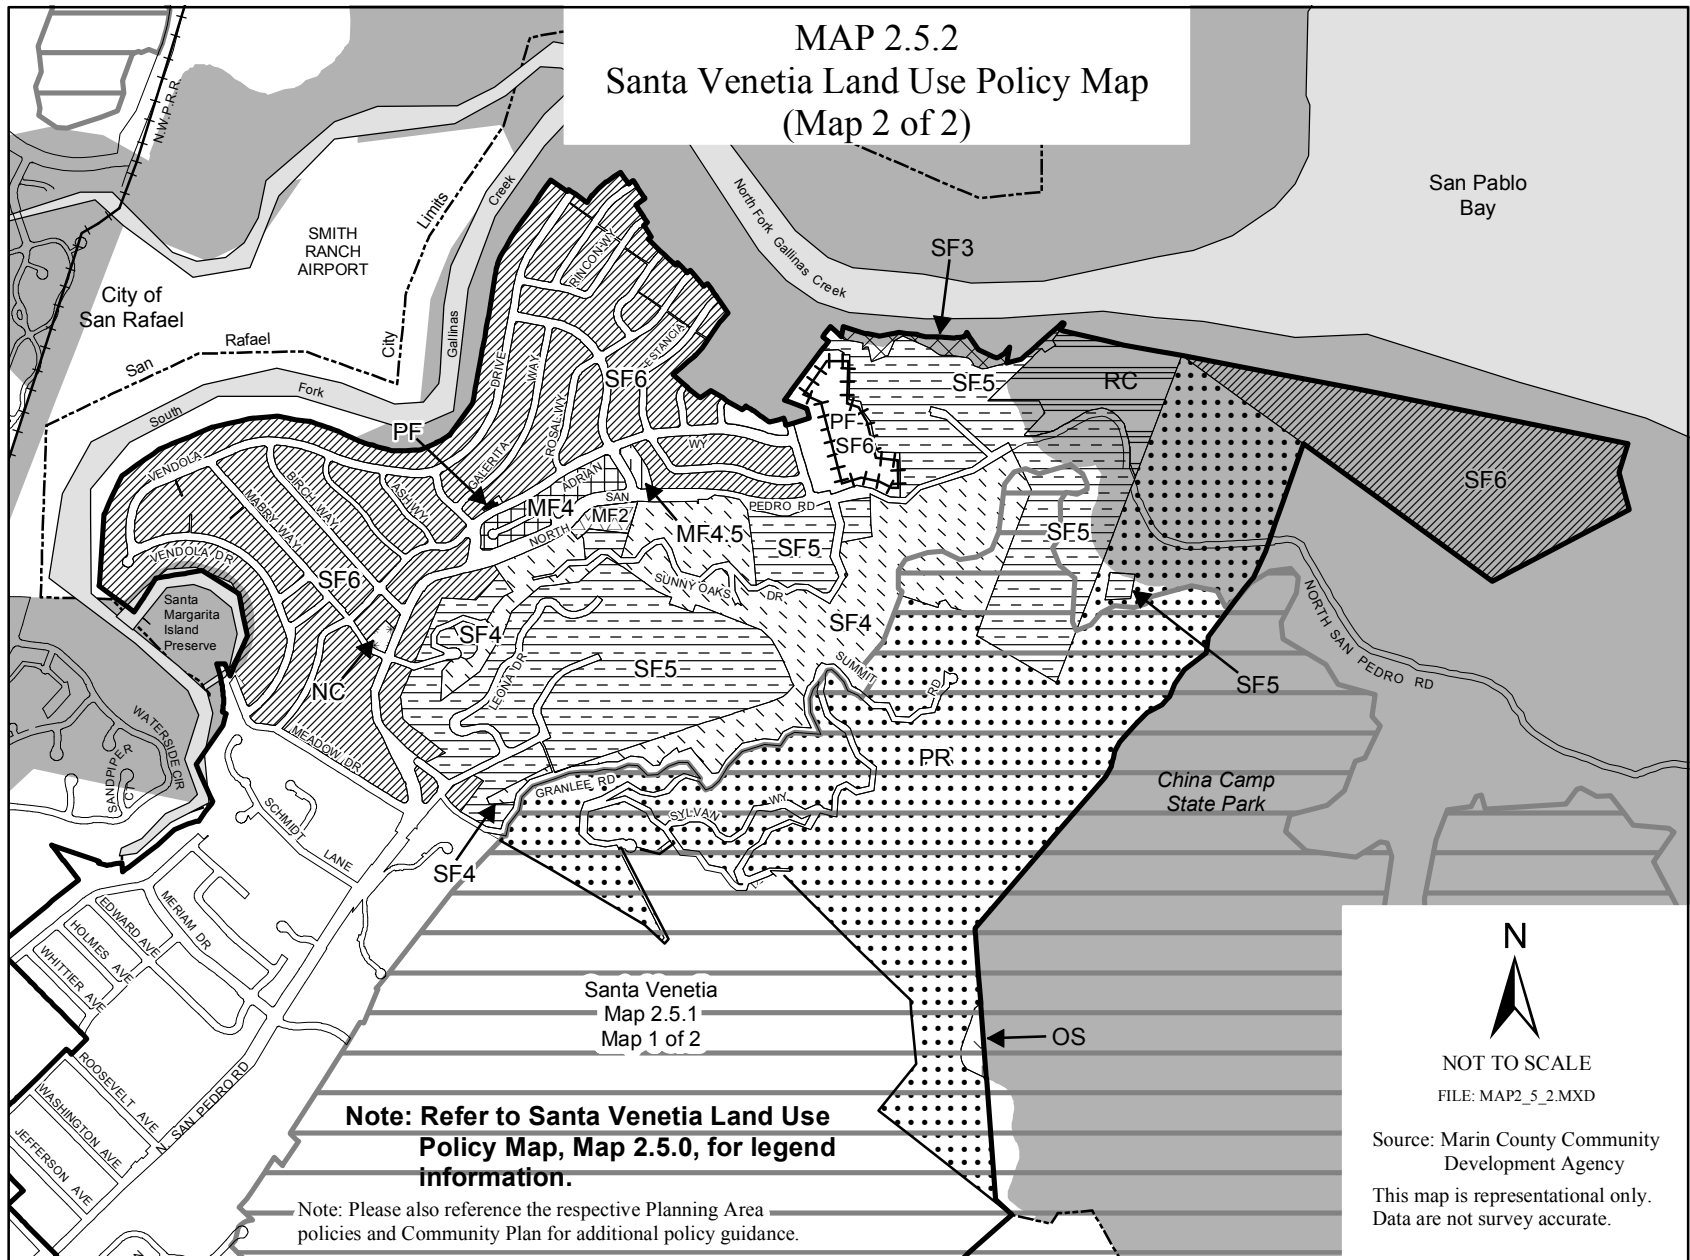 MAP 2.5.2
Santa Venetia Land Use Policy Map
(Map 2 of 2)
N.W.P.R.R.
San Pablo
Bay
SMITH
RANCH
AIRPORT
City of
San Rafael
San
Rafael
City
Limits
Gallinas
Creek
South
Fork
North Fork Gallinas Creek
SF3
SF5
RC
SF6
PF
SF6
SF6
PF
RINCON WY
ESTANCIA
DRIVE
WAY
ROSAL WY
GALERITA
ADRIAN
WY
VENDOLA
BIRCH WAY
MABRY WAY
ASH WY
VENDOLA DR
SF6
MF4
MF2
SAN
NORTH
PEDRO RD
MF4.5
SF5
SF5
SUNNY OAKS
DR
SF4
SF4
SF5
LEONA DR
NC
Santa
Margarita
Island
Preserve
SUMMIT
RD
SF5
NORTH SAN PEDRO RD
PR
China Camp
State Park
MEADOW DR
WATERSIDE CIR
SANDPIPER
CT
SCHMIDT
LANE
GRANLEE RD
SYLVAN
WY
SF4
MERIAM DR
EDWARD AVE
HOLMES AVE
WHITTIER AVE
ROOSEVELT AVE
WASHINGTON AVE
JEFFERSON AVE
N. SAN PEDRO RD
Santa Venetia
Map 2.5.1
Map 1 of 2
OS
Note: Refer to Santa Venetia Land Use
Policy Map, Map 2.5.0, for legend
information.
Note: Please also reference the respective Planning Area
policies and Community Plan for additional policy guidance.
N
NOT TO SCALE
FILE: MAP2_5_2.MXD
Source: Marin County Community
Development Agency
This map is representational only.
Data are not survey accurate.